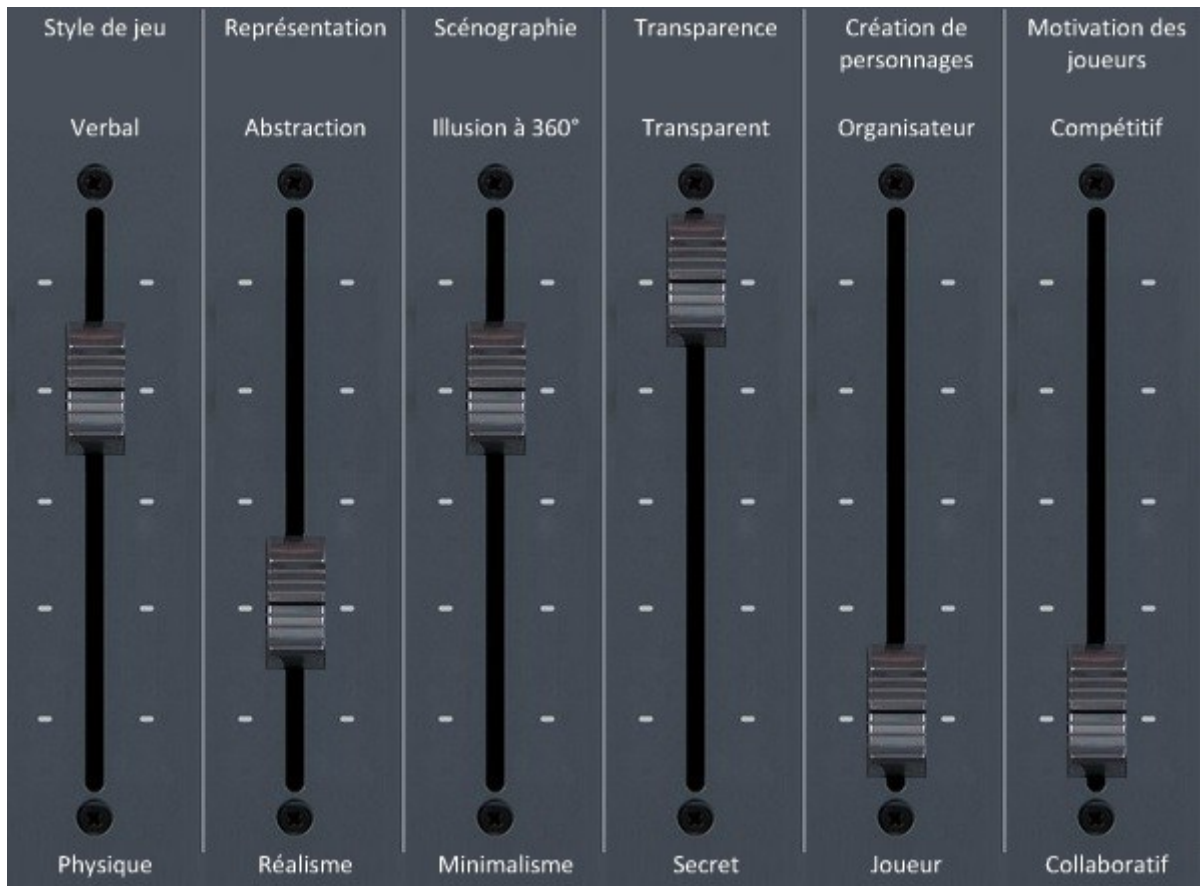 Style de jeu
Représentation
Scénographie
Transparence
Création de
personnages
Motivation des
joueurs
Verbal
Abstraction
Illusion à 360°
Transparent
Organisateur
Compétitif
Physique
Réalisme
Minimalisme
Secret
Joueur
Collaboratif